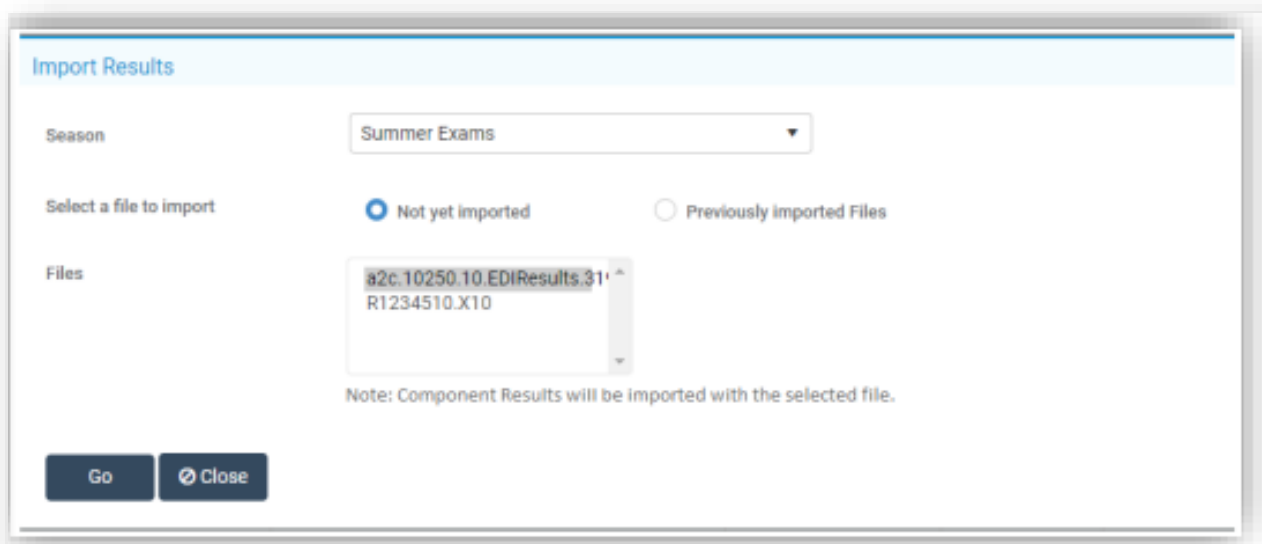 Import Results
Season
Summer Exams
Select a file to import
Not yet imported
Previously imported Files
Files
a2c.10250.10.EDIResults.31
R1234510.X10
Note: Component Results will be imported with the selected file.
Go
Close